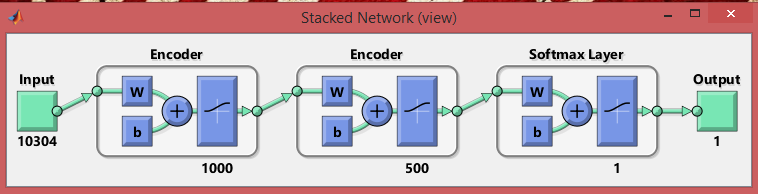 Stacked Network (view)
Encoder Encoder Softmax Layer
Input Output
W W W
b b b
10304 1
1000 500 1